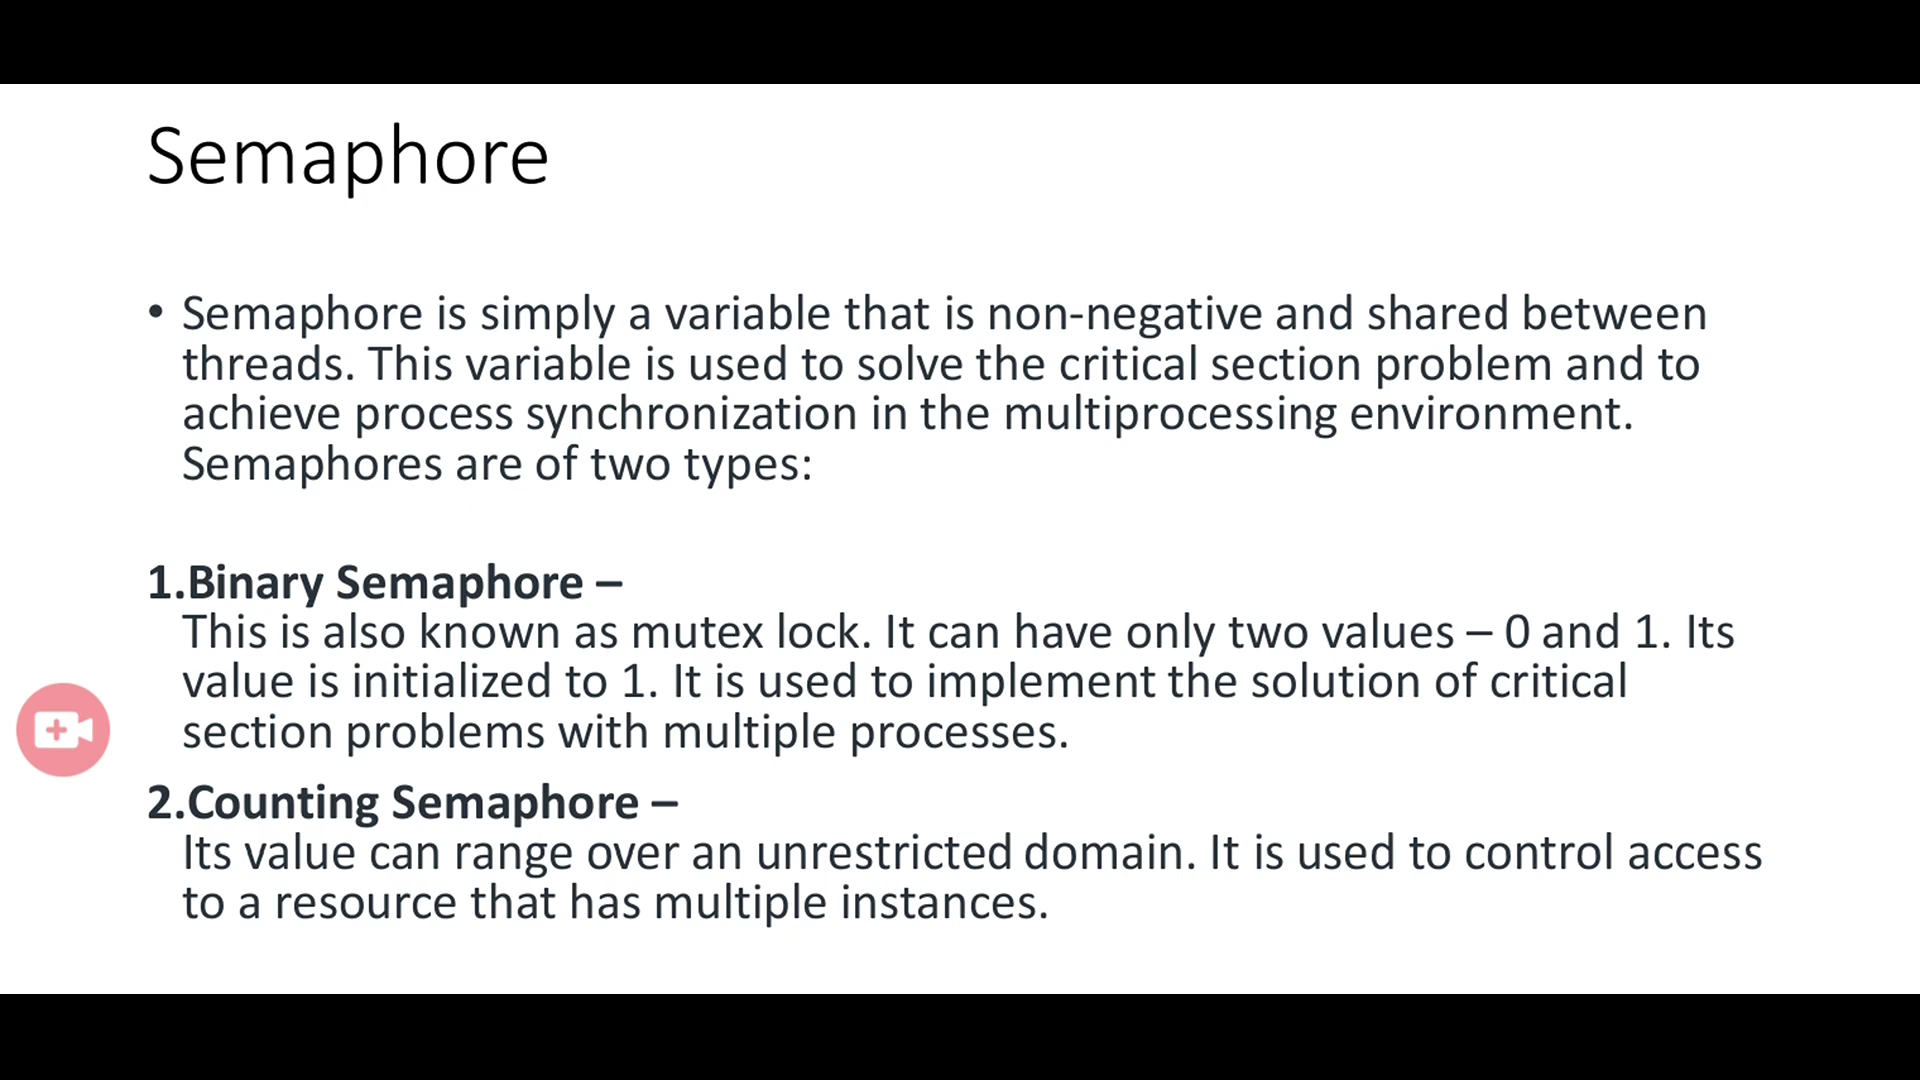 Semaphore
• Semaphore is simply a variable that is non-negative and shared between
threads. This variable is used to solve the critical section problem and to
achieve process synchronization in the multiprocessing environment.
Semaphores are of two types:
1.Binary Semaphore –
This is also known as mutex lock. It can have only two values – 0 and 1. Its
value is initialized to 1. It is used to implement the solution of critical
section problems with multiple processes.
2.Counting Semaphore –
Its value can range over an unrestricted domain. It is used to control access
to a resource that has multiple instances.